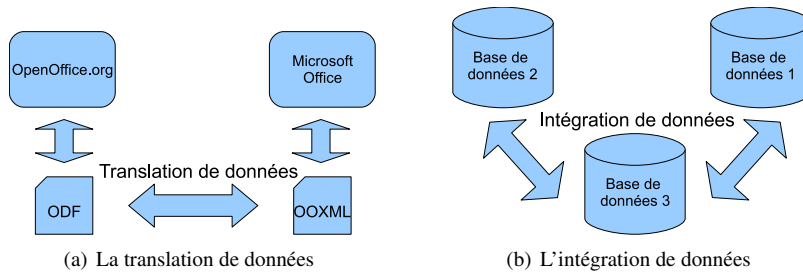 OpenOffice.org
Microsoft
Office
Translation de données
ODF
OOXML
(a) La translation de données
Base de
données 2
Base de
données 1
Intégration de données
Base de
données 3
(b) L'intégration de données